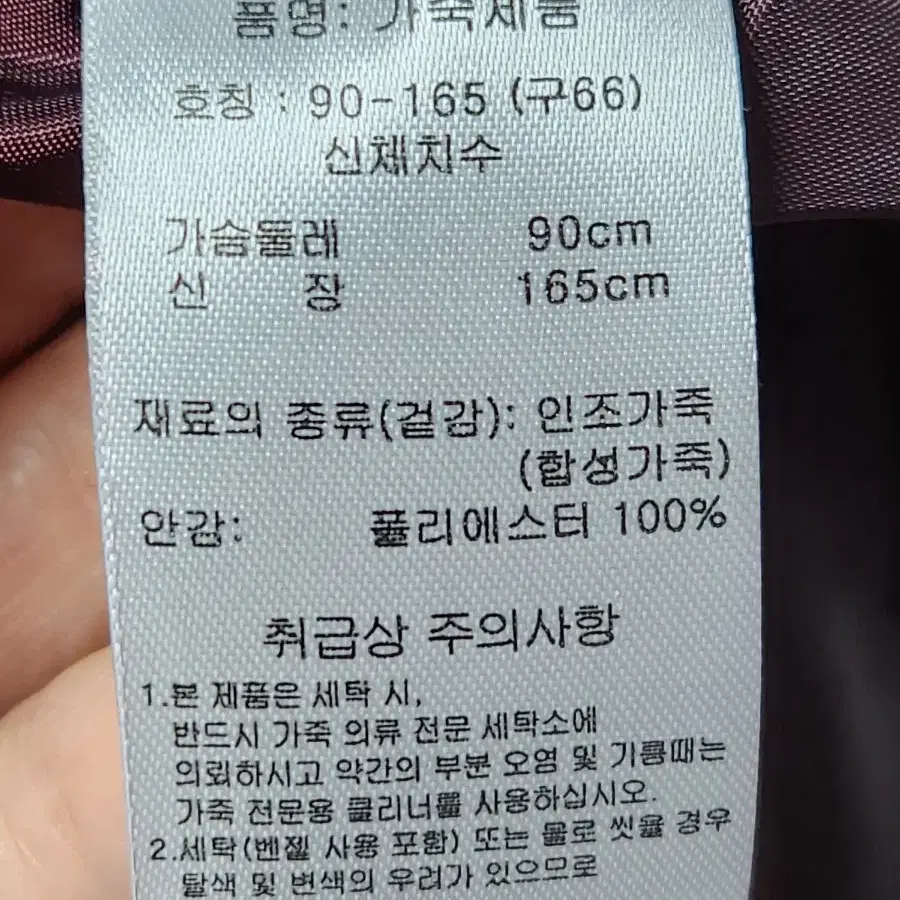 품명: 가죽제품
호칭 : 90-165 (구66)
신체치수
가슴둘레 90cm
신 장 165cm
재료의 종류(겉감): 인조가죽
(합성가죽)
안감: 폴리에스터 100%
취급상 주의사항
1.본 제품은 세탁 시,
반드시 가죽 의류 전문 세탁소에
의뢰하시고 약간의 부분 오염 및 기름때는
가죽 전문용 클리너를 사용하십시오.
2.세탁(벤젤 사용 포함) 또는 물로 씻을 경우
탈색 및 변색의 우려가 있으므로